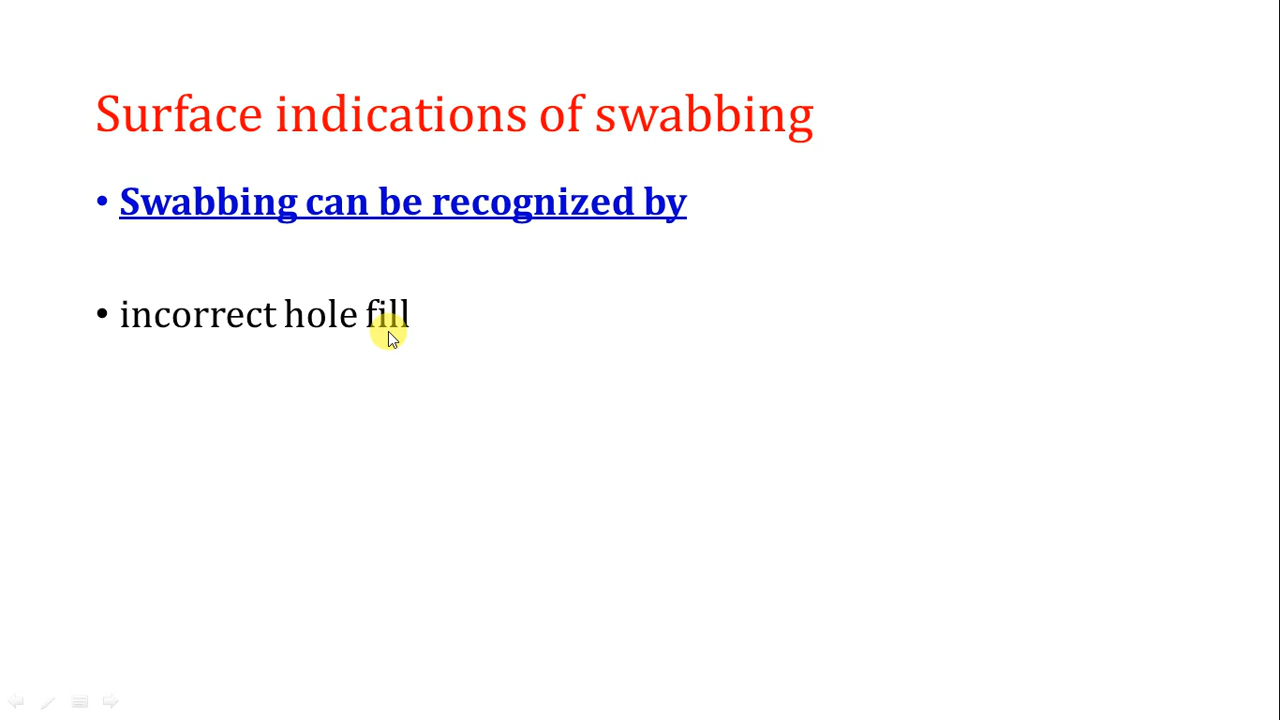 Surface indications of swabbing
• Swabbing can be recognized by
• incorrect hole fill